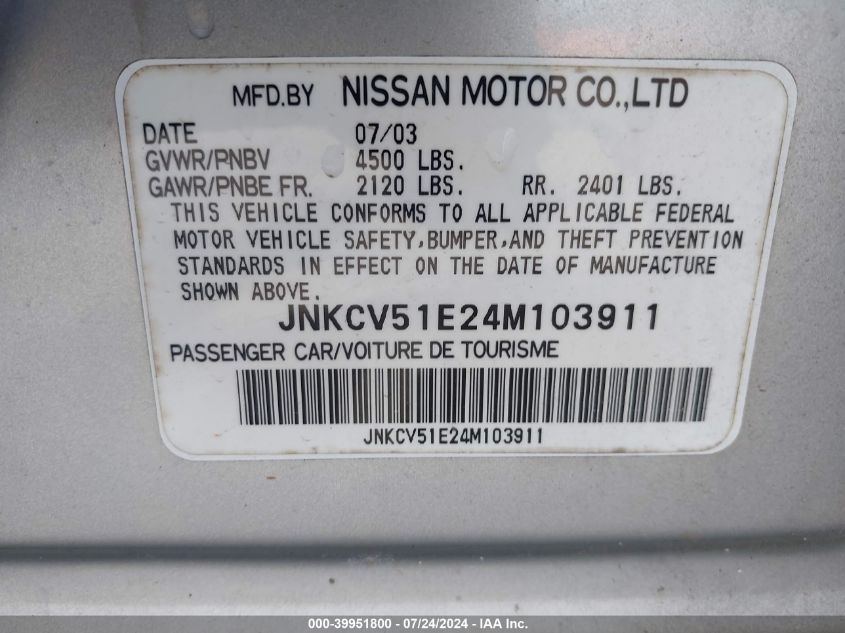 MFD.BY NISSAN MOTOR CO.,LTD
DATE 07/03
GVWR/PNBV 4500 LBS.
GAWR/PNBE FR. 2120 LBS. RR. 2401 LBS.
THIS VEHICLE CONFORMS TO ALL APPLICABLE FEDERAL
MOTOR VEHICLE SAFETY,BUMPER,AND THEFT PREVENTION
STANDARDS IN EFFECT ON THE DATE OF MANUFACTURE
SHOWN ABOVE.
JNKCV51E24M103911
PASSENGER CAR/VOITURE DE TOURISME
JNKCV51E24M103911
000-39951800 - 07/24/2024 - IAA Inc.